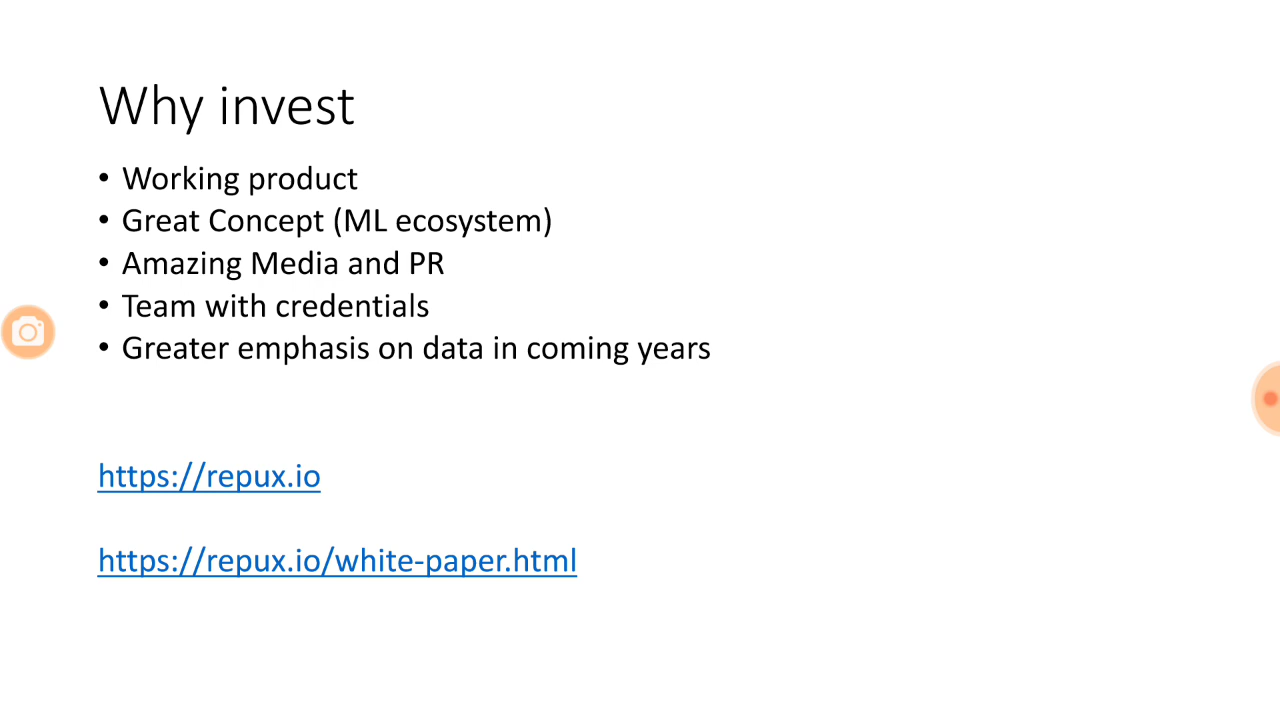 Why invest
• Working product
• Great Concept (ML ecosystem)
• Amazing Media and PR
• Team with credentials
• Greater emphasis on data in coming years
https://repux.io
https://repux.io/white-paper.html